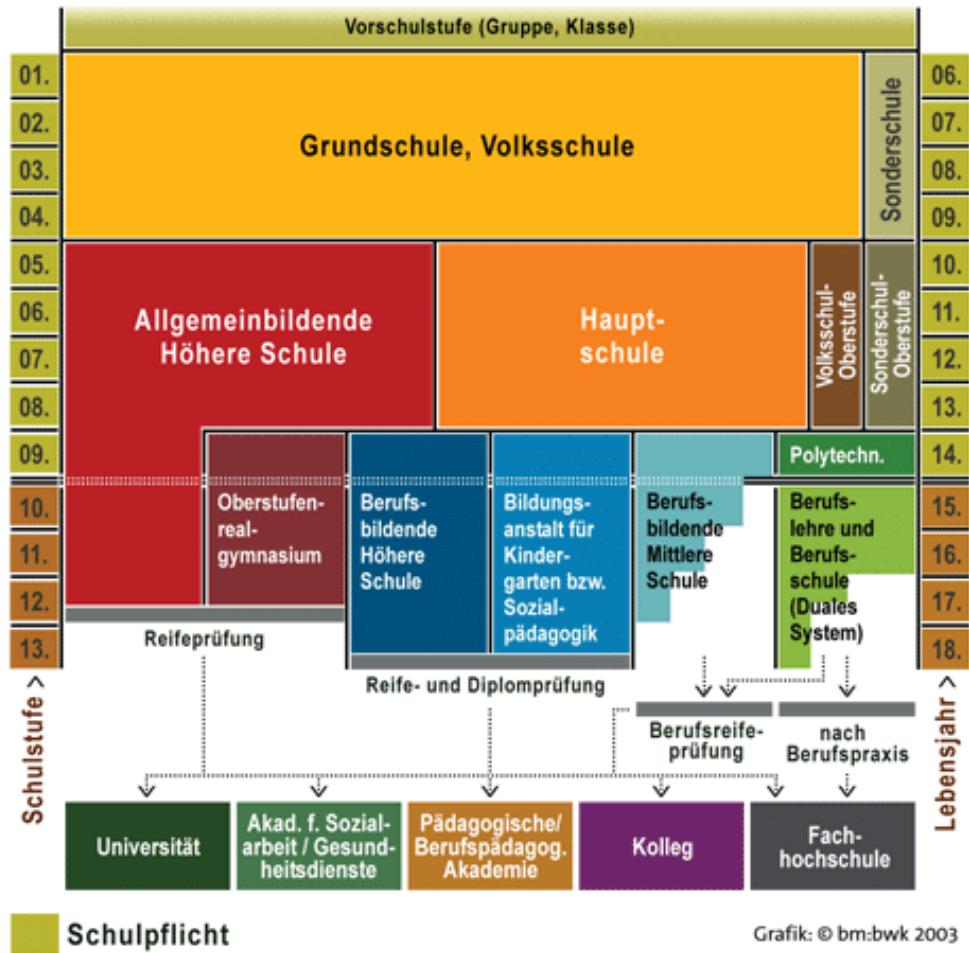 Vorschulstufe (Gruppe, Klasse)
01.
02.
03.
04.
05.
06.
07.
08.
09.
10.
11.
12.
13.
Schulstufe >
Grundschule, Volksschule
Sonderschule
06.
07.
08.
09.
10.
11.
12.
13.
14.
15.
16.
17.
18.
Lebensjahr >
Allgemeinbildende
Höhere Schule
Haupt-
schule
Volksschul-
Oberstufe
Sonderschul-
Oberstufe
Polytechn.
Oberstufen-
real-
gymnasium
Berufs-
bildende
Höhere
Schule
Bildungs-
anstalt für
Kinder-
garten bzw.
Sozial-
pädagogik
Berufs-
bildende
Mittlere
Schule
Berufs-
lehre und
Berufs-
schule
(Duales
System)
Reifeprüfung
Reife- und Diplomprüfung
Berufsreife-
prüfung
nach
Berufspraxis
Universität
Akad. f. Sozial-
arbeit / Gesund-
heitsdienste
Pädagogische/
Berufspädagog.
Akademie
Kolleg
Fach-
hochschule
Schulpflicht
Grafik: © bm:bwk 2003